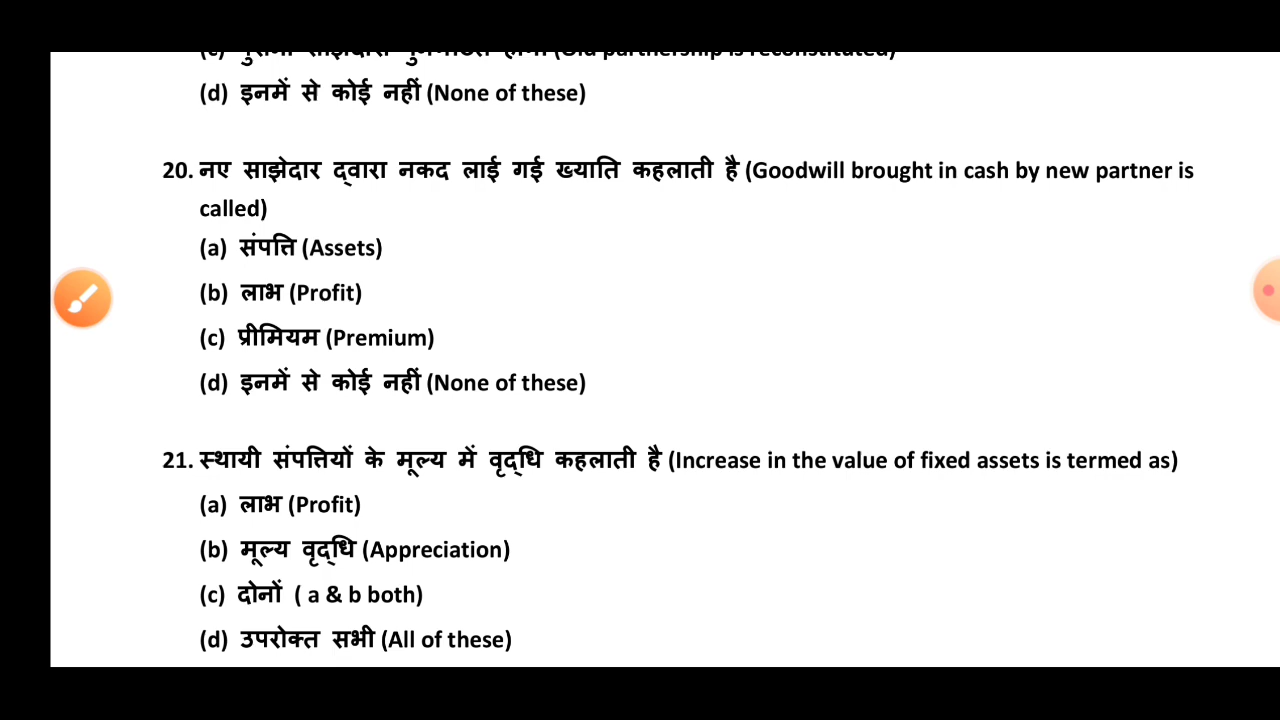 (d) इनमें से कोई नहीं (None of these)
20. नए साझेदार द्वारा नकद लाई गई ख्याति कहलाती है (Goodwill brought in cash by new partner is
called)
(a) संपत्ति (Assets)
(b) लाभ (Profit)
(c) प्रीमियम (Premium)
(d) इनमें से कोई नहीं (None of these)
21. स्थायी संपत्तियों के मूल्य में वृद्धि कहलाती है (Increase in the value of fixed assets is termed as)
(a) लाभ (Profit)
(b) मूल्य वृद्धि (Appreciation)
(c) दोनों ( a & b both)
(d) उपरोक्त सभी (All of these)